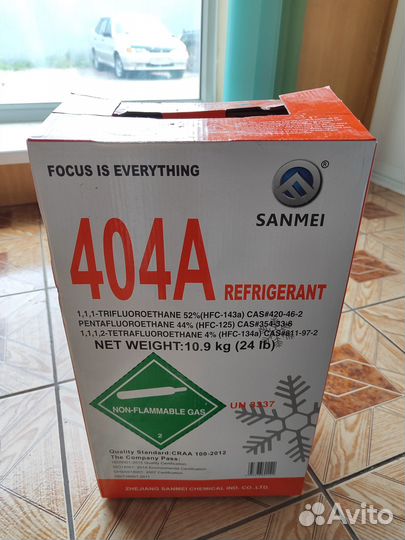 FOCUS IS EVERYTHING
SANMEI
404A REFRIGERANT
1,1,1-TRIFLUOROETHANE 52%(HFC-143a) CAS#420-46-2
PENTAFLUOROETHANE 44% (HFC-125) CAS#354-33-6
1,1,1,2-TETRAFLUOROETHANE 4% (HFC-134a) CAS#811-97-2
NET WEIGHT:10.9 kg (24 lb)
NON-FLAMMABLE GAS
2
UN 3337
Quality Standard:CRAA 100-2012
The Company Pass:
ZHEJIANG SANMEI CHEMICAL IND. CO.,LTD.
Avito